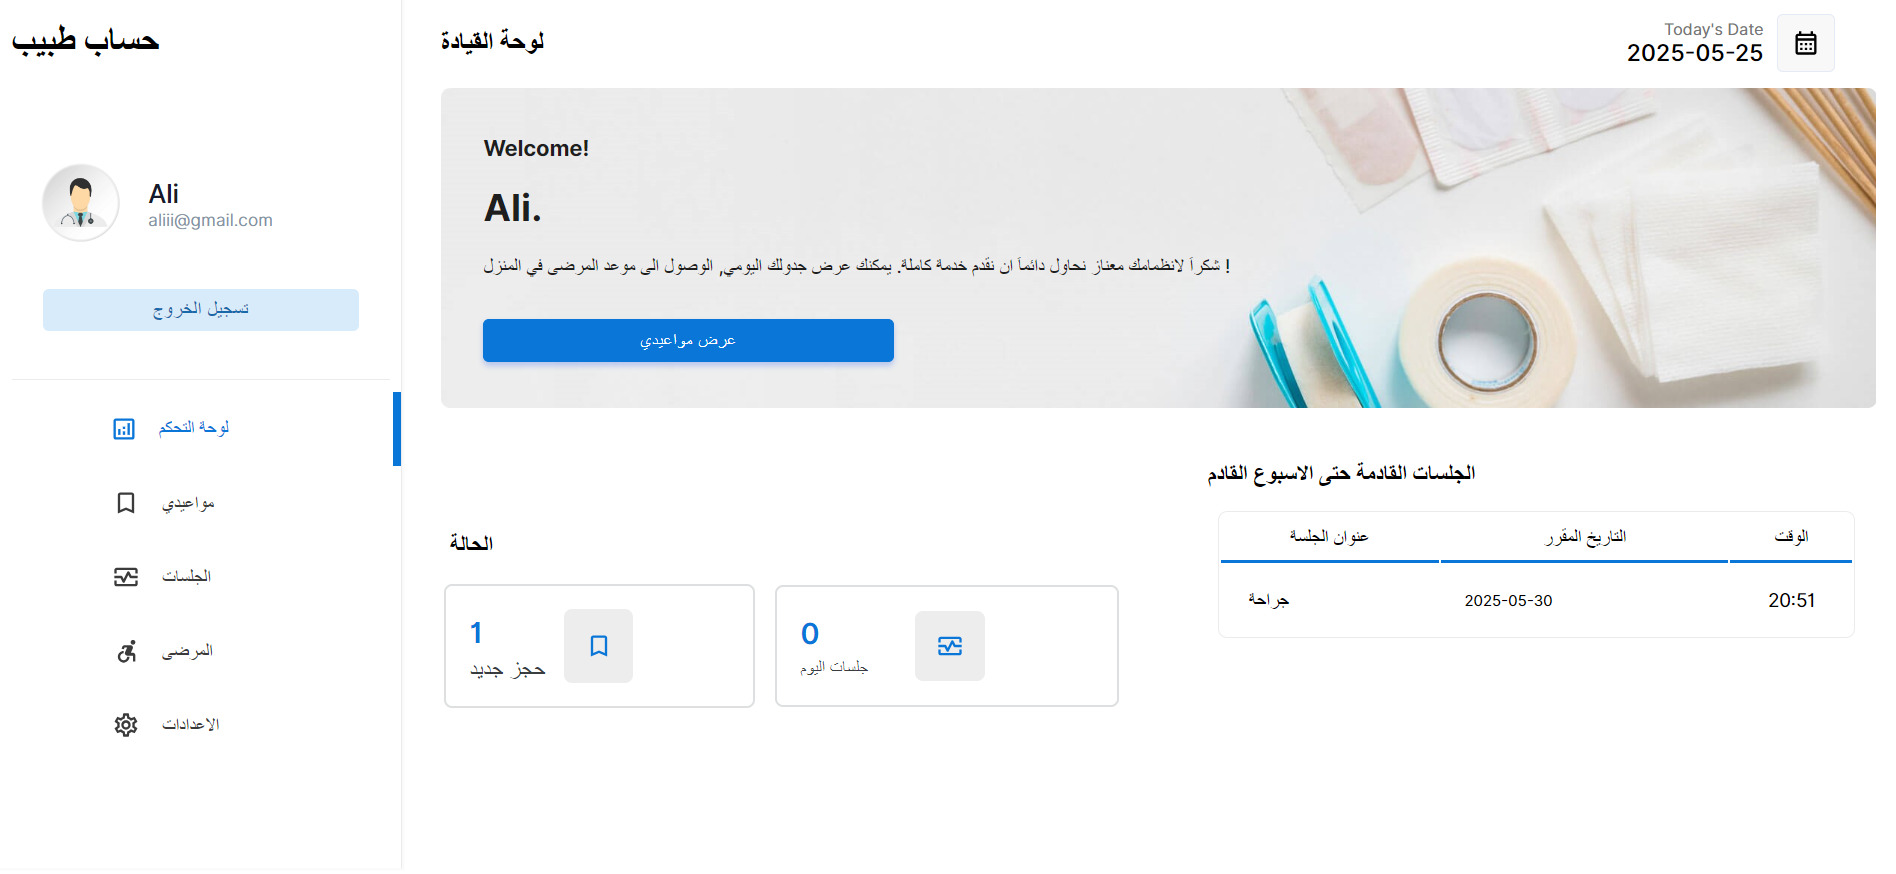 حساب طبيب
Ali
aliii@gmail.com
تسجيل الخروج
لوحة التحكم
مواعيدي
الجلسات
المرضى
الاعدادات
لوحة القيادة
Today's Date
2025-05-25
Welcome!
Ali.
شكراَ لانظمامك معناز نحاول دائماَ ان نقدم خدمة كاملة. يمكنك عرض جدولك اليومي, الوصول الى موعد المرضى في المنزل !
عرض مواعيدي
الحالة
1
حجز جديد
0
جلسات اليوم
الجلسات القادمة حتى الاسبوع القادم
عنوان الجلسة التاريخ المقرر الوقت
جراحة 2025-05-30 20:51